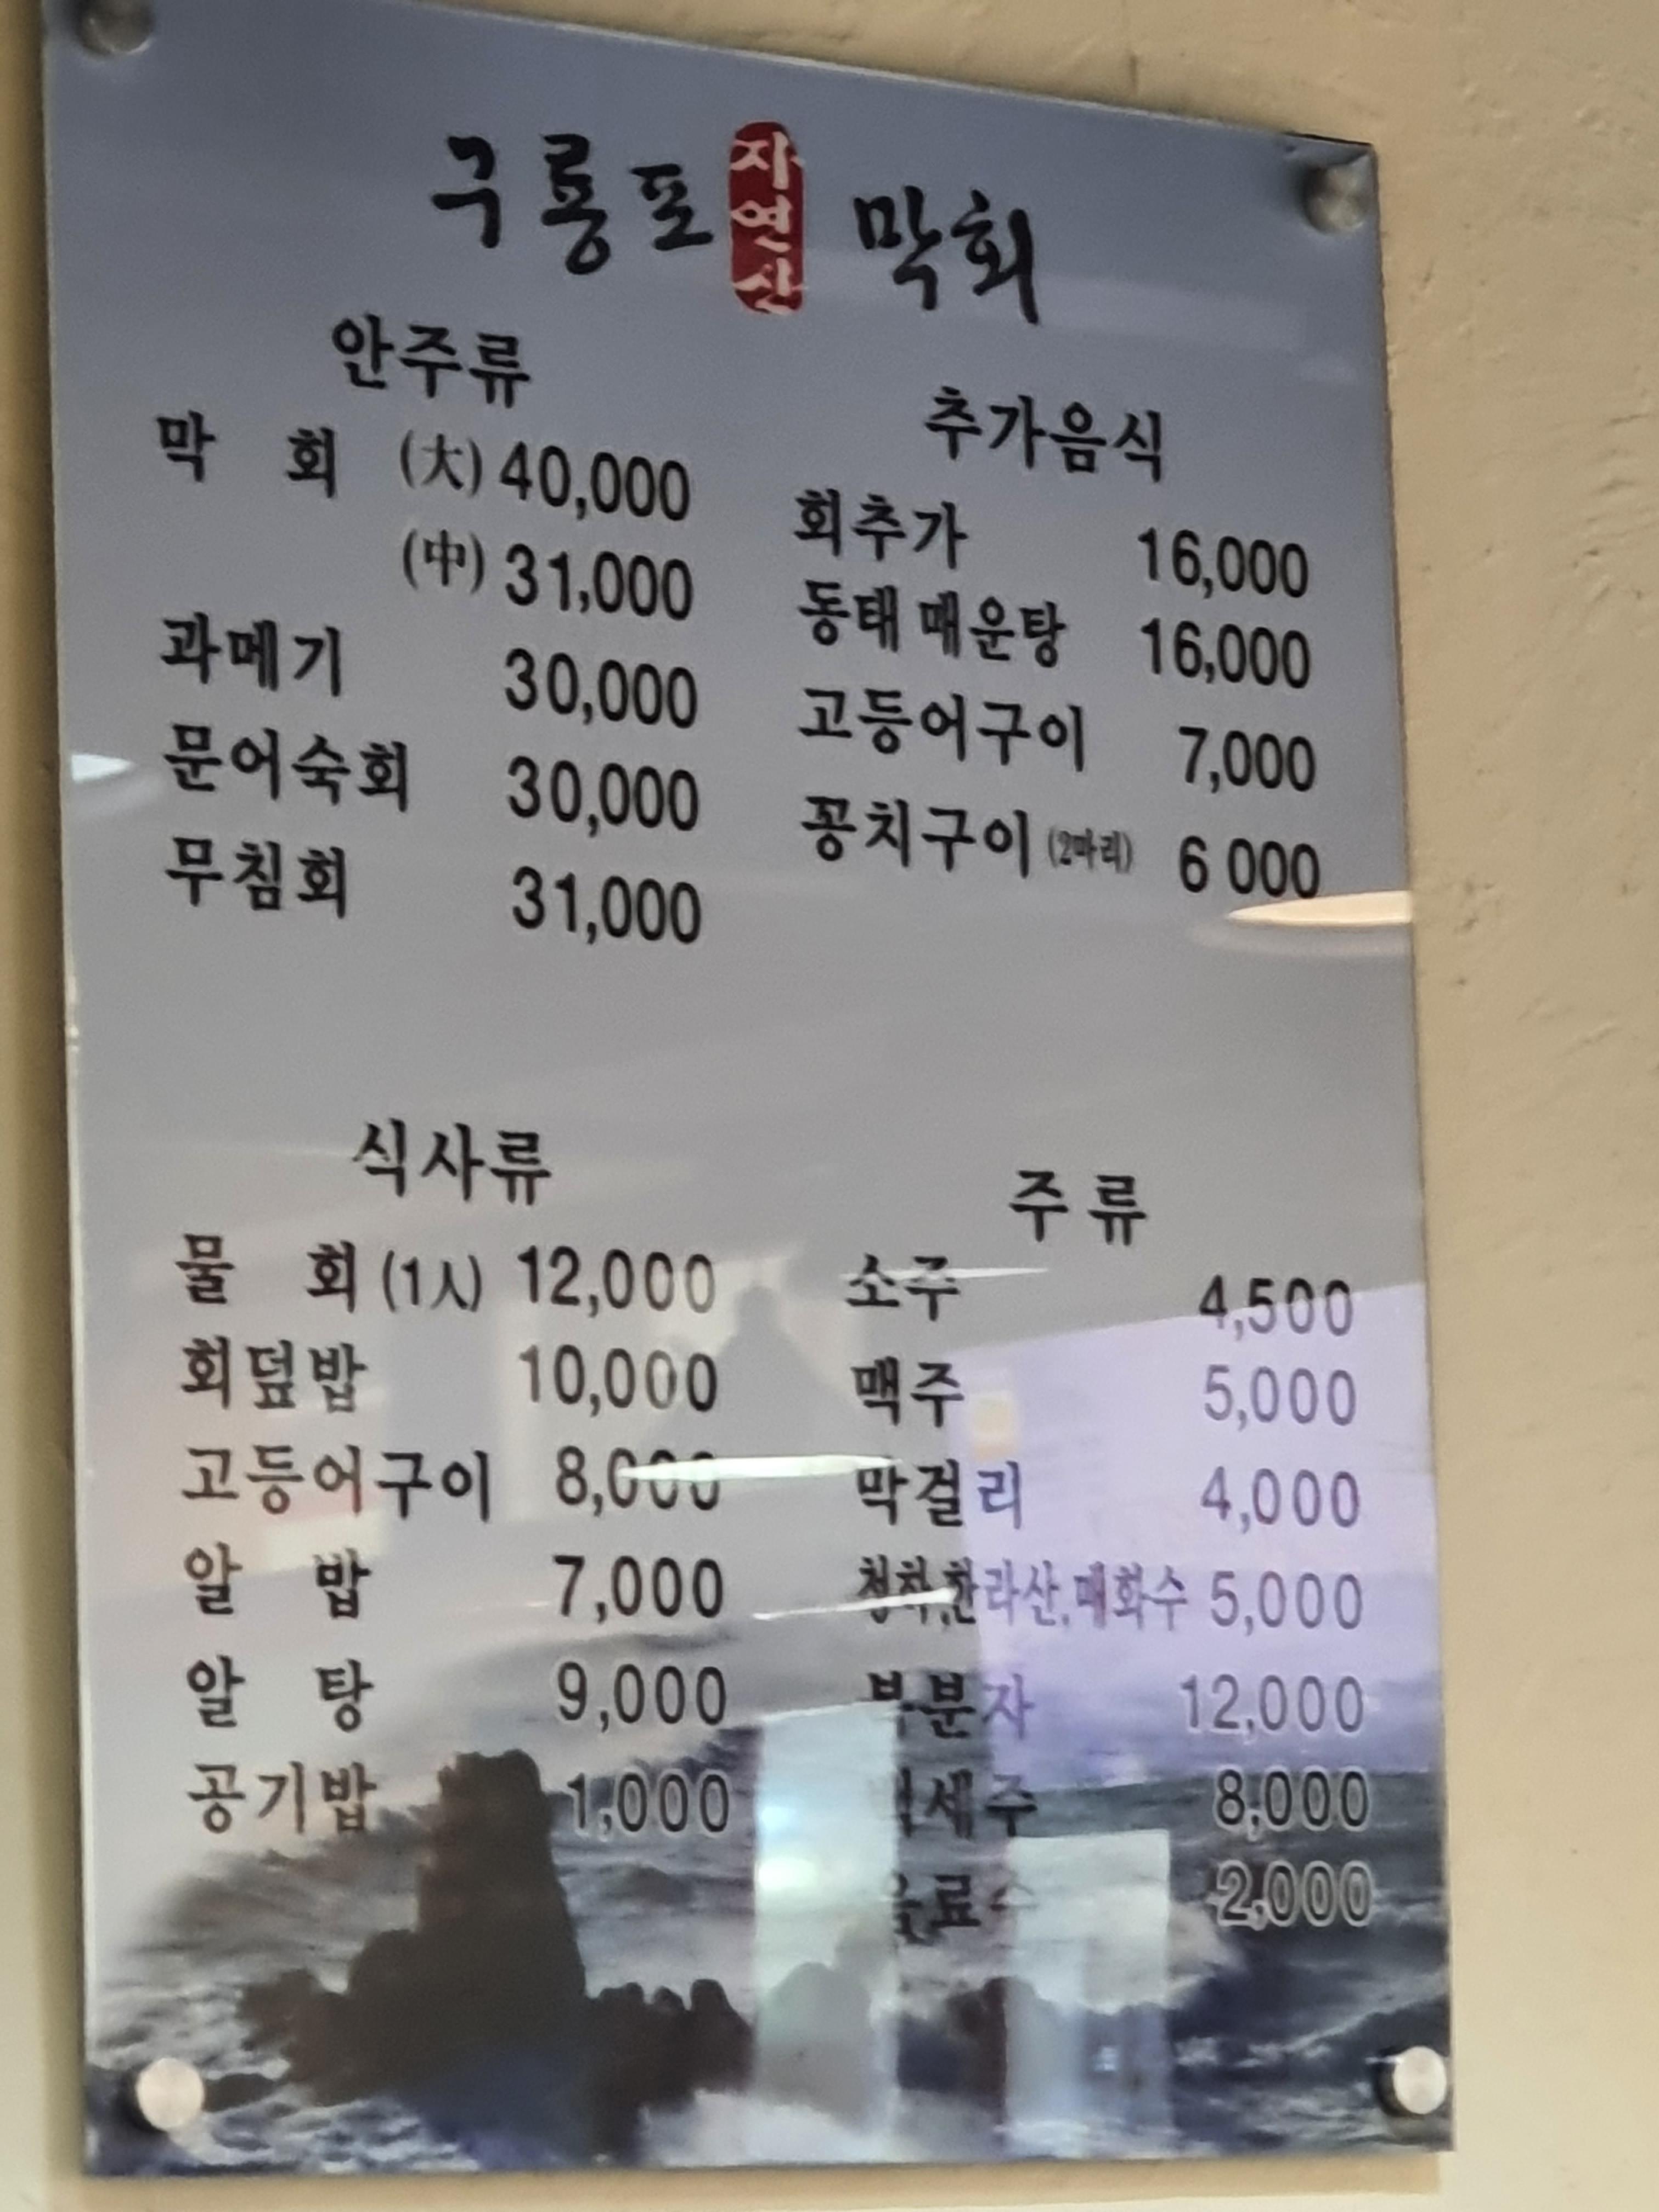 구룡포 자연산 막회
안주류
막 회 (大) 40,000
(中) 31,000
과메기 30,000
문어숙회 30,000
무침회 31,000
추가음식
회추가 16,000
동태 매운탕 16,000
고등어구이 7,000
꽁치구이 (2마리) 6 000
식사류
물 회 (1人) 12,000
회덮밥 10,000
고등어구이 8,000
알 밥 7,000
알 탕 9,000
공기밥 1,000
주 류
소주 4,500
맥주 5,000
막걸리 4,000
청하,한라산,매화수 5,000
12,000
8,000
음료수 2,000